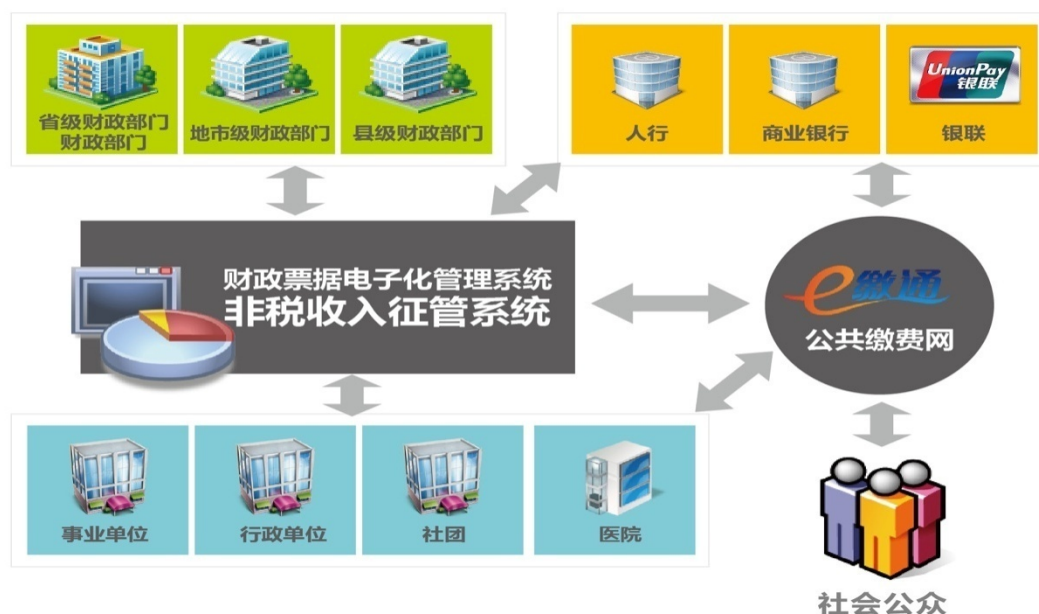 省级财政部门
财政部门
地市级财政部门
县级财政部门
人行
商业银行
UnionPay
银联
银联
财政票据电子化管理系统
非税收入征管系统
e缴通
公共缴费网
事业单位
行政单位
社团
医院
社会公众